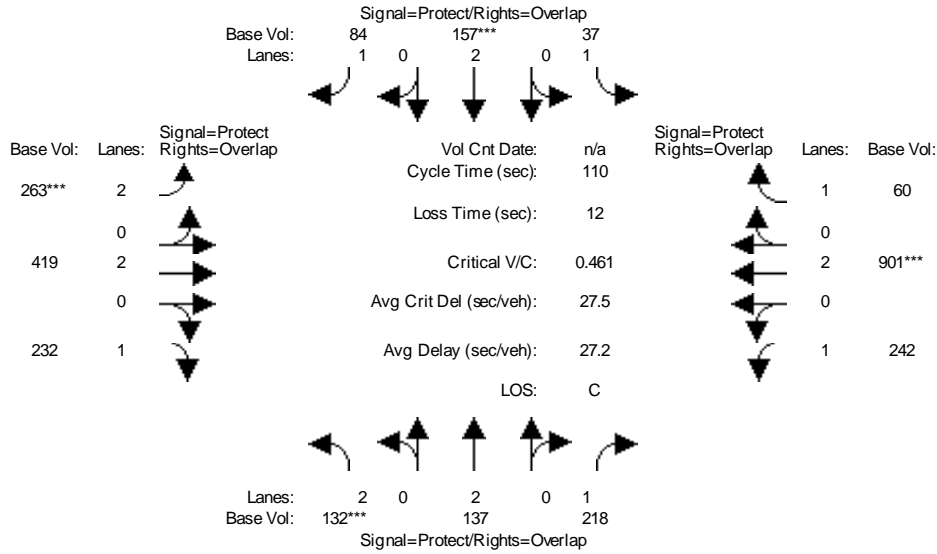 Signal=Protect/Rights=Overlap
Base Vol: 84 157*** 37
Lanes: 1 0 2 0 1
Signal=Protect
Rights=Overlap
Base Vol: Lanes:
Vol Cnt Date: n/a
Signal=Protect
Rights=Overlap
Lanes: Base Vol:
Cycle Time (sec): 110
263*** 2
1 60
Loss Time (sec): 12
0
0
419 2
Critical V/C: 0.461
2 901***
0
Avg Crit Del (sec/veh): 27.5
0
232 1
Avg Delay (sec/veh): 27.2
1 242
LOS: C
Lanes: 2 0 2 0 1
Base Vol: 132*** 137 218
Signal=Protect/Rights=Overlap